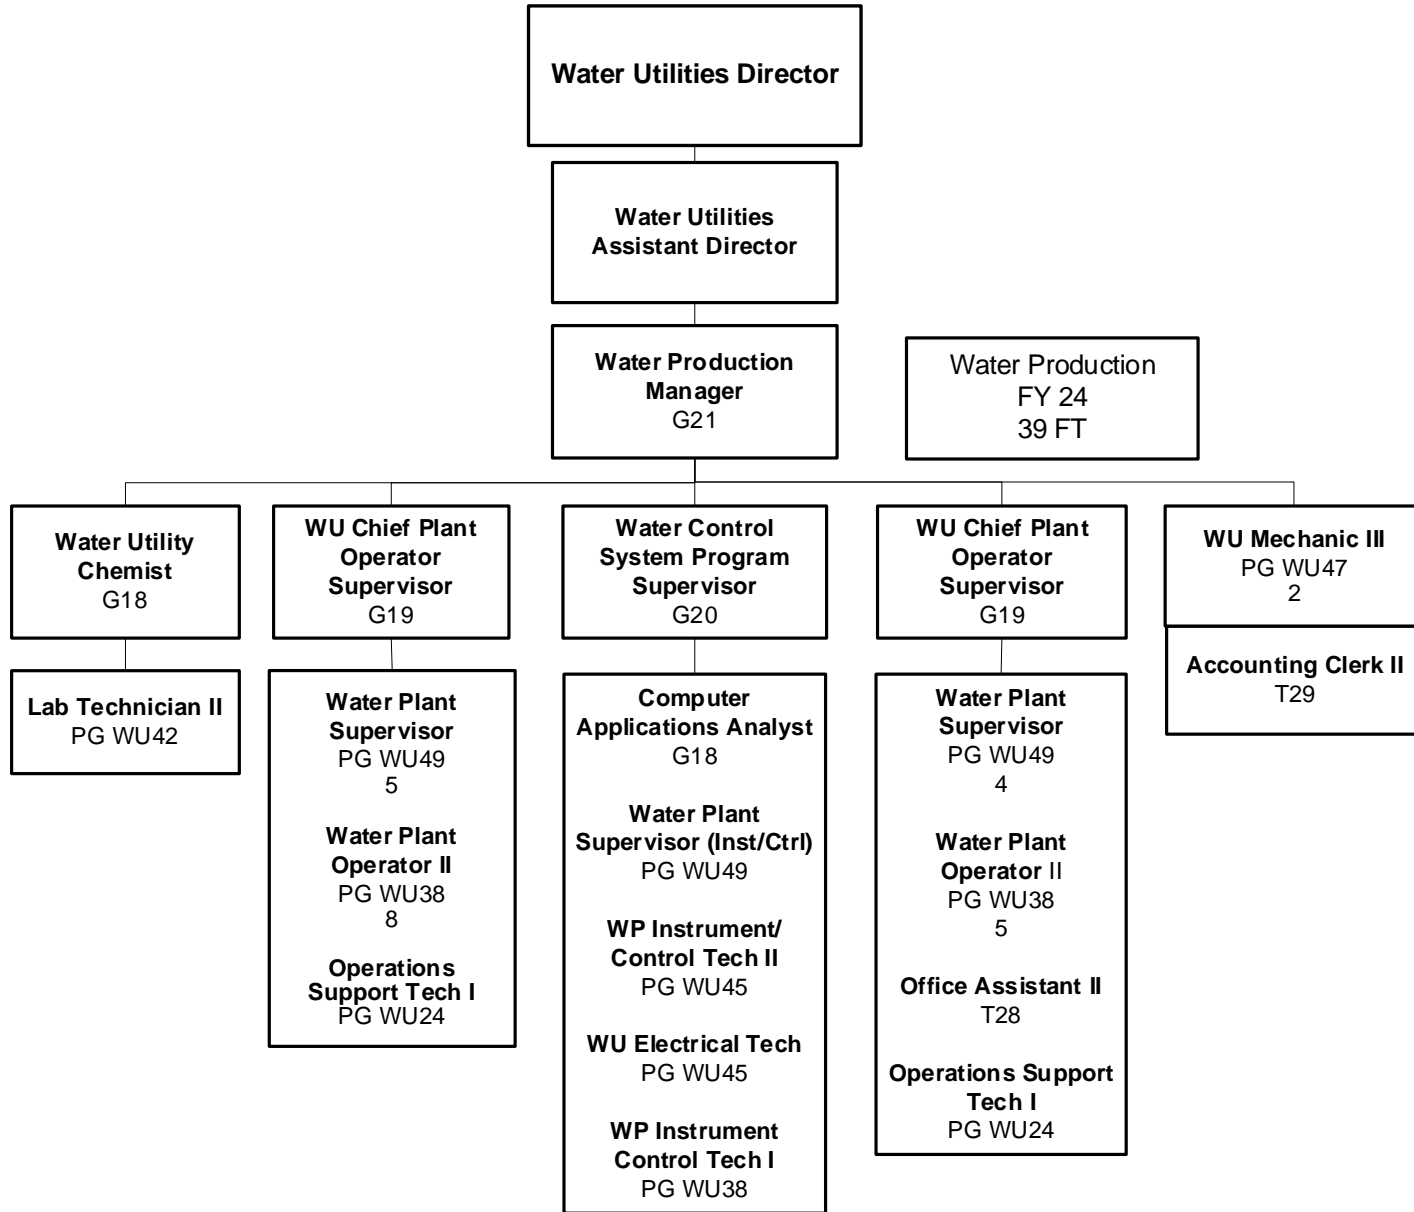 Water Utilities Director
Water Utilities
Assistant Director
Water Production
Manager
G21
Water Production
FY 24
39 FT
Water Utility
Chemist
G18
WU Chief Plant
Operator
Supervisor
G19
Water Control
System Program
Supervisor
G20
WU Chief Plant
Operator
Supervisor
G19
WU Mechanic III
PG WU47
2
Lab Technician II
PG WU42
Water Plant
Supervisor
PG WU49
5
Water Plant
Operator II
PG WU38
8
Operations
Support Tech I
PG WU24
Computer
Applications Analyst
G18
Water Plant
Supervisor (Inst/Ctrl)
PG WU49
WP Instrument/
Control Tech II
PG WU45
WU Electrical Tech
PG WU45
WP Instrument
Control Tech I
PG WU38
Water Plant
Supervisor
PG WU49
4
Water Plant
Operator II
PG WU38
5
Office Assistant II
T28
Operations Support
Tech I
PG WU24
Accounting Clerk II
T29